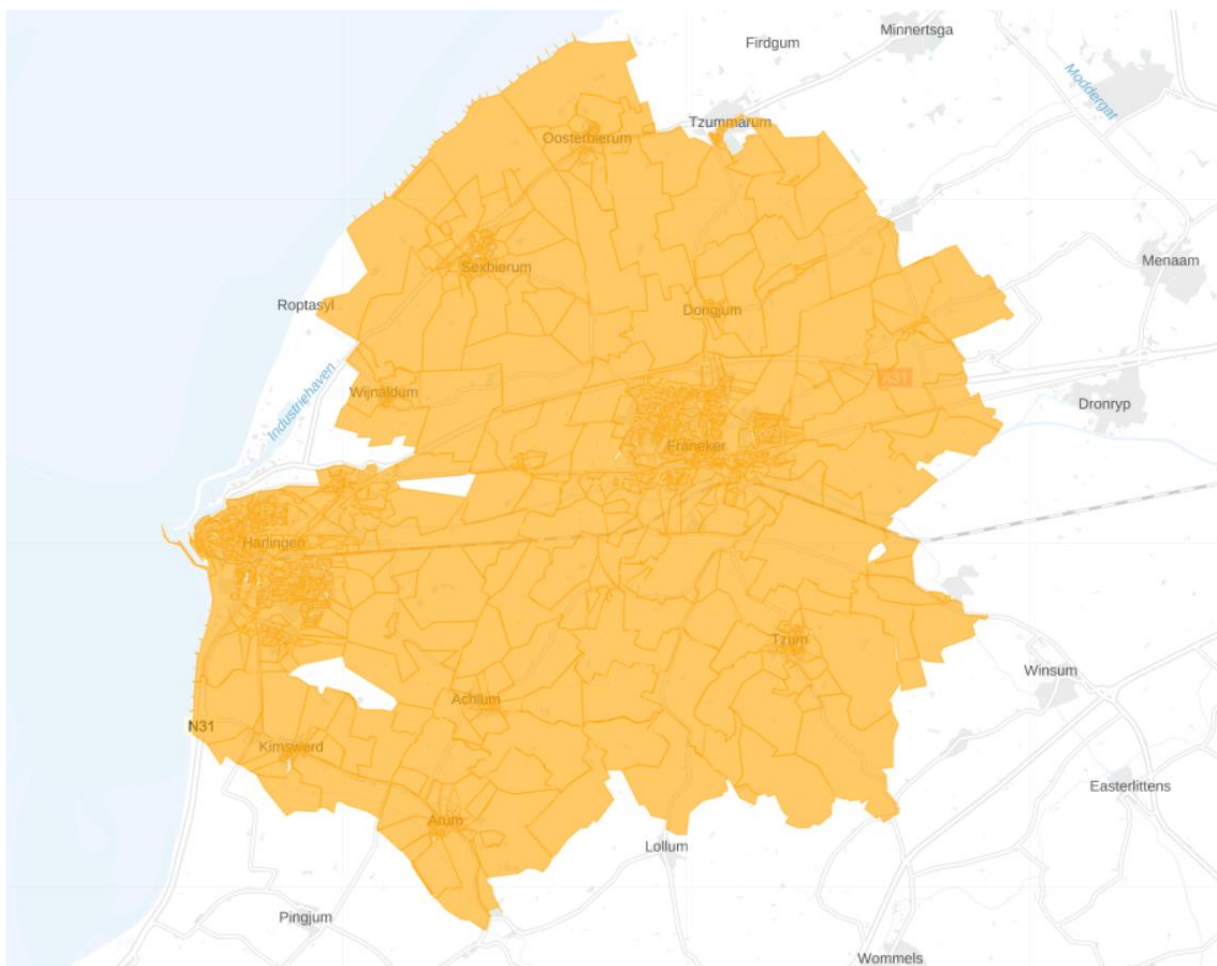 Minnertsga
Firdgum
Moddergat
Tzummarum
Oosterbierum
Menaam
Sexbierum
Roptasyl
Dongjum
A31
Wijnaldum
Industriehaven
Dronryp
Franeker
Harlingen
Tzum
Winsum
Achlum
N31
Kimswerd
Easterlittens
Arum
Lollum
Pingjum
Wommels